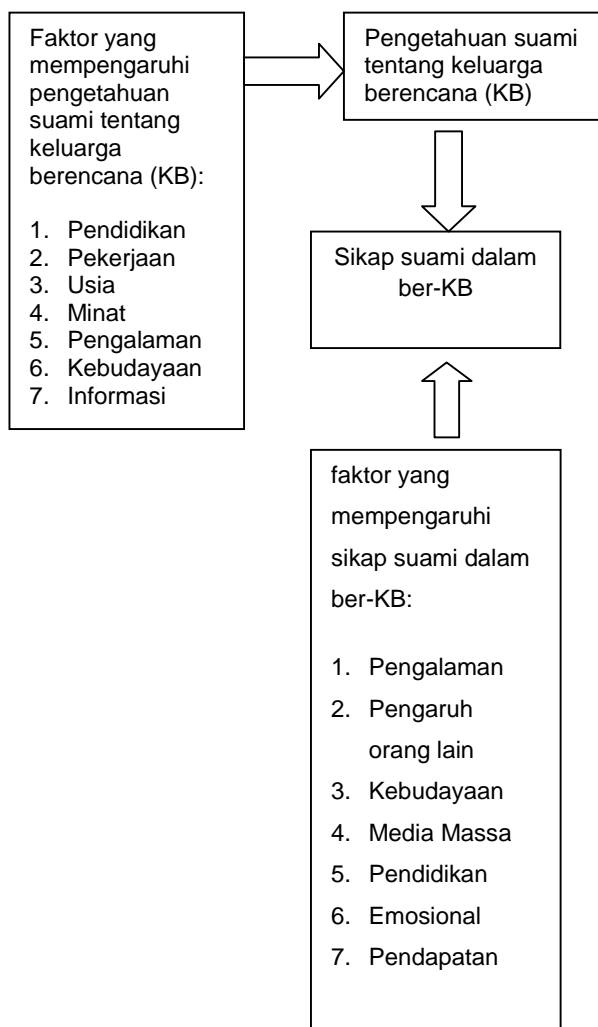 Faktor yang
mempengaruhi
pengetahuan
suami tentang
keluarga
berencana (KB):
1. Pendidikan
2. Pekerjaan
3. Usia
4. Minat
5. Pengalaman
6. Kebudayaan
7. Informasi
Pengetahuan suami
tentang keluarga
berencana (KB)
Sikap suami dalam
ber-KB
faktor yang
mempengaruhi
sikap suami dalam
ber-KB:
1. Pengalaman
2. Pengaruh
orang lain
3. Kebudayaan
4. Media Massa
5. Pendidikan
6. Emosional
7. Pendapatan